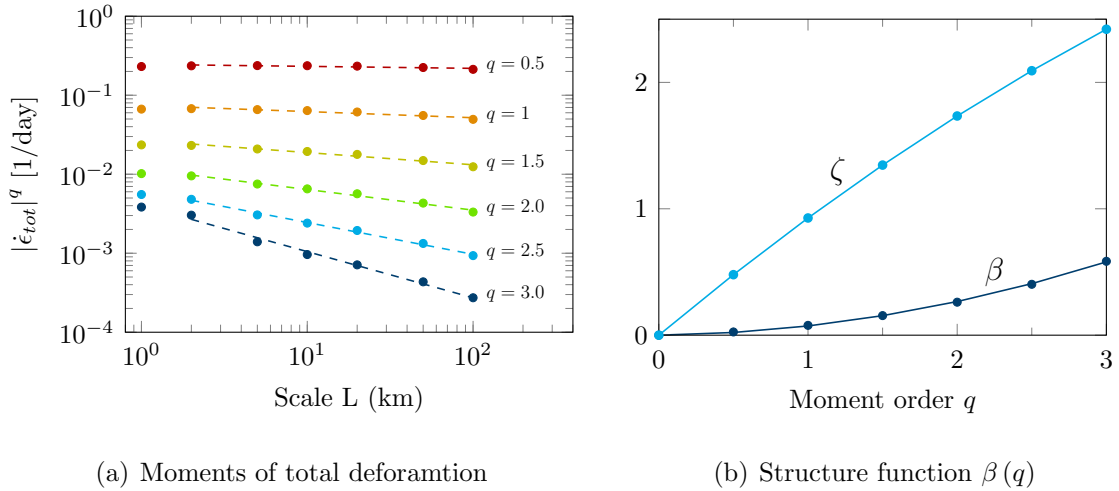 10^0
10^{-1}
10^{-2}
10^{-3}
10^{-4}
|ϵ̇_{tot}|^q [1/day]
q = 0.5
q = 1
q = 1.5
q = 2.0
q = 2.5
q = 3.0
10^0 10^1 10^2
Scale L (km)
(a) Moments of total deforamtion
2
1
0
ζ
β
0 1 2 3
Moment order q
(b) Structure function β (q)